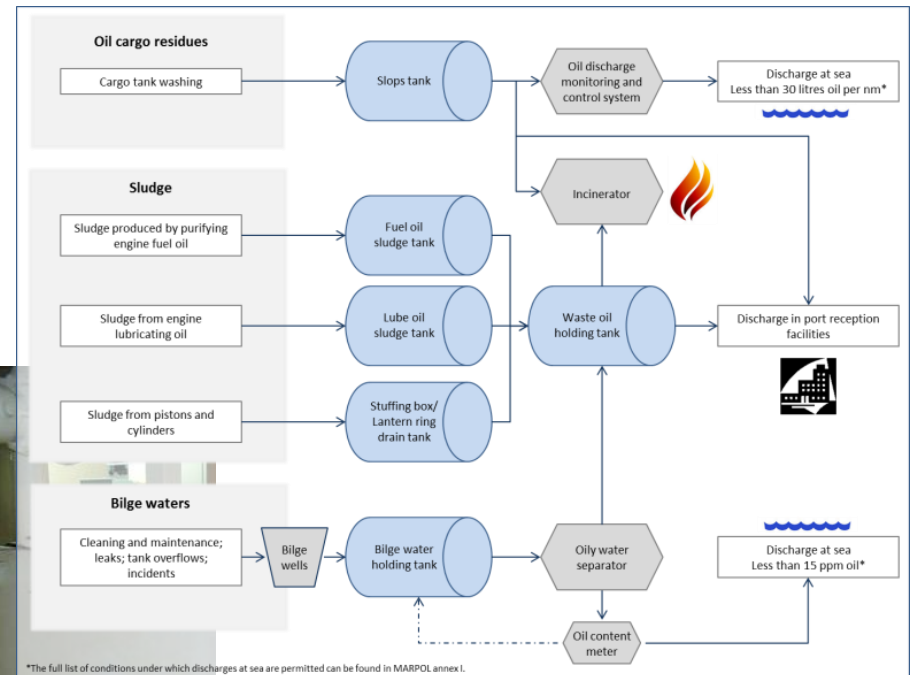 Oil cargo residues
Cargo tank washing
Slops tank
Oil discharge
monitoring and
control system
Discharge at sea
Less than 30 litres oil per nm*
Sludge
Incinerator
Sludge produced by purifying
engine fuel oil
Fuel oil
sludge tank
Sludge from engine
lubricating oil
Lube oil
sludge tank
Waste oil
holding tank
Discharge in port reception
facilities
Sludge from pistons and
cylinders
Stuffing box/
Lantern ring
drain tank
Bilge waters
Cleaning and maintenance;
leaks; tank overflows;
incidents
Bilge
wells
Bilge water
holding tank
Oily water
separator
Discharge at sea
Less than 15 ppm oil*
Oil content
meter
*The full list of conditions under which discharges at sea are permitted can be found in MARPOL annex I.